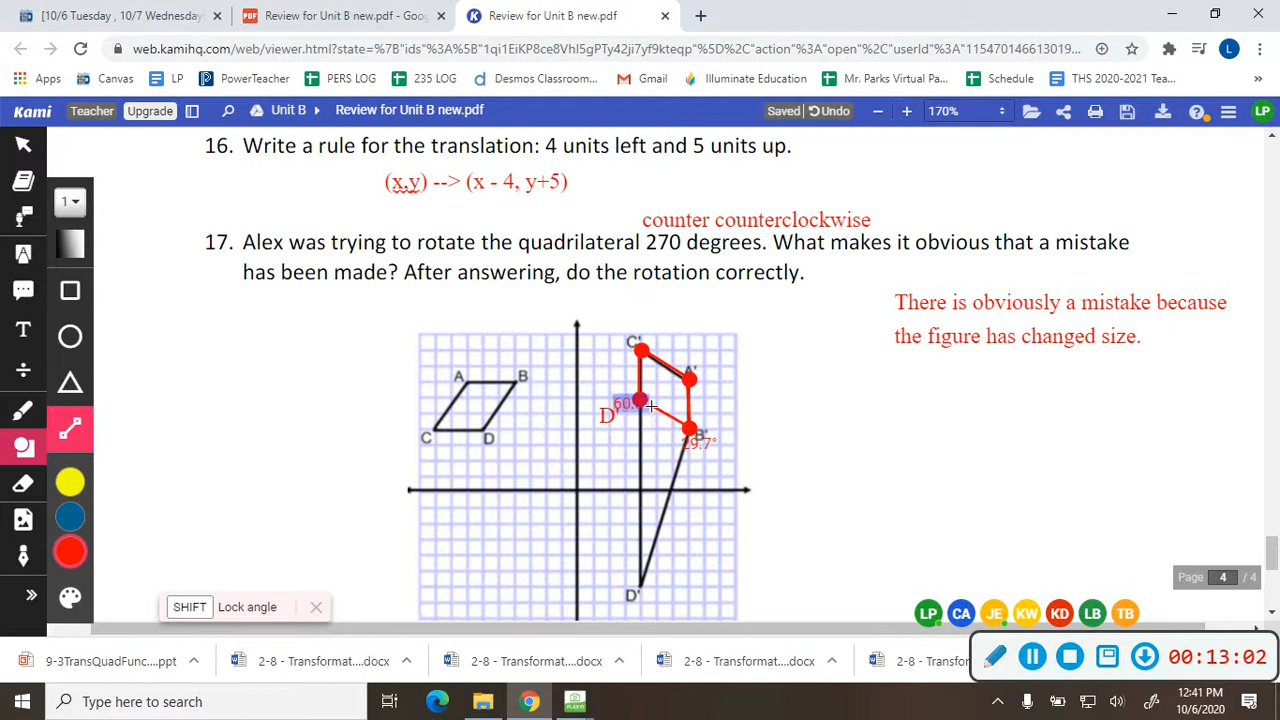 [10/6 Tuesday , 10/7 Wednesday
Review for Unit B new.pdf - Goo
Review for Unit B new.pdf
web.kamihq.com/web/viewer.html?state=%7B"ids"%3A%5B"1qi1EiKP8ce8VhI5gPTy42ji7yf9kteqp"%5D%2C"action"%3A"open"%2C"userId"%3A"115470146613019...
L
Apps
Canvas
LP
PowerTeacher
PERS LOG
235 LOG
Desmos Classroom...
Gmail
Illuminate Education
Mr. Parks Virtual Pa...
Schedule
THS 2020-2021 Tea...
»
Kami
Teacher
Upgrade
Unit B
Review for Unit B new.pdf
Saved Undo
170%
LP
1
16. Write a rule for the translation: 4 units left and 5 units up.
(x,y) --> (x - 4, y+5)
counter counterclockwise
17. Alex was trying to rotate the quadrilateral 270 degrees. What makes it obvious that a mistake
has been made? After answering, do the rotation correctly.
There is obviously a mistake because
the figure has changed size.
C'
A B
A'
D' 60.
C D
B'
29.7°
D'
Page 4 / 4
SHIFT Lock angle
LP CA JE KW KD LB TB
9-3TransQuadFunc....ppt
2-8 - Transformat....docx
2-8 - Transformat....docx
2-8 - Transformat....docx
2-8 - Transforma
00:13:02
Type here to search
12:41 PM
10/6/2020